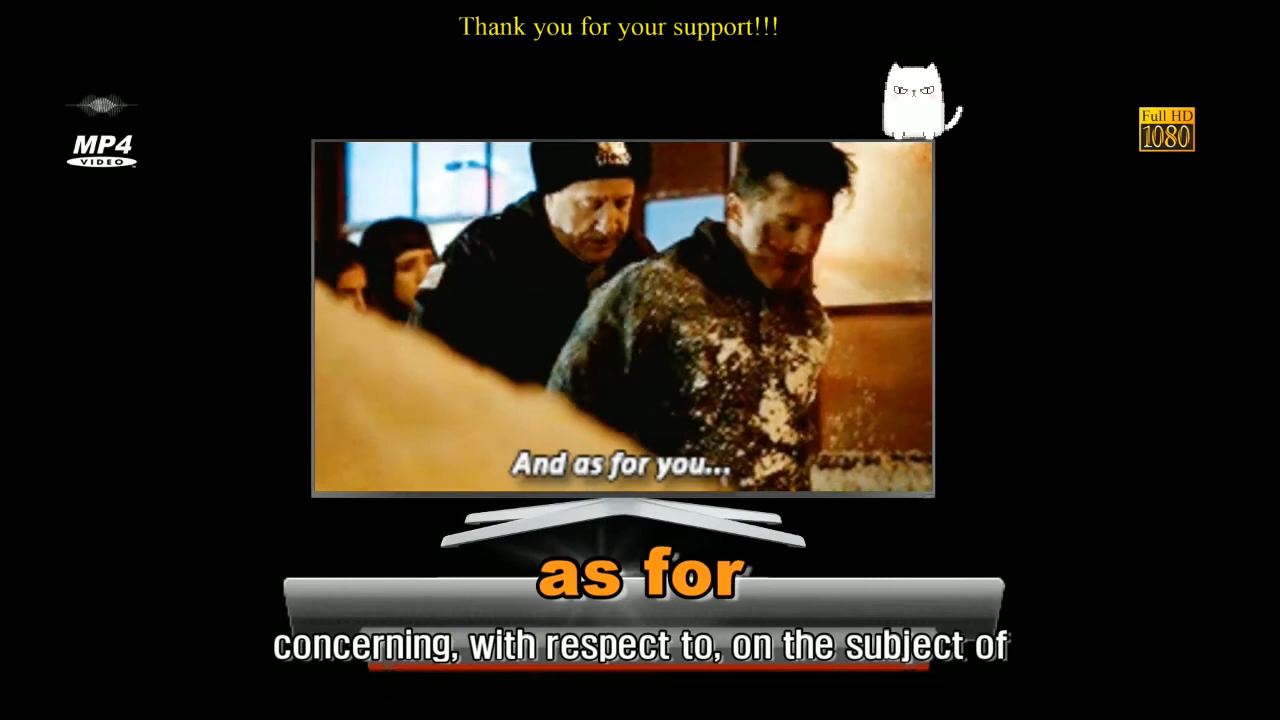 Thank you for your support!!!
MP4
VIDEO
Full HD
1080
And as for you...
as for
concerning, with respect to, on the subject of